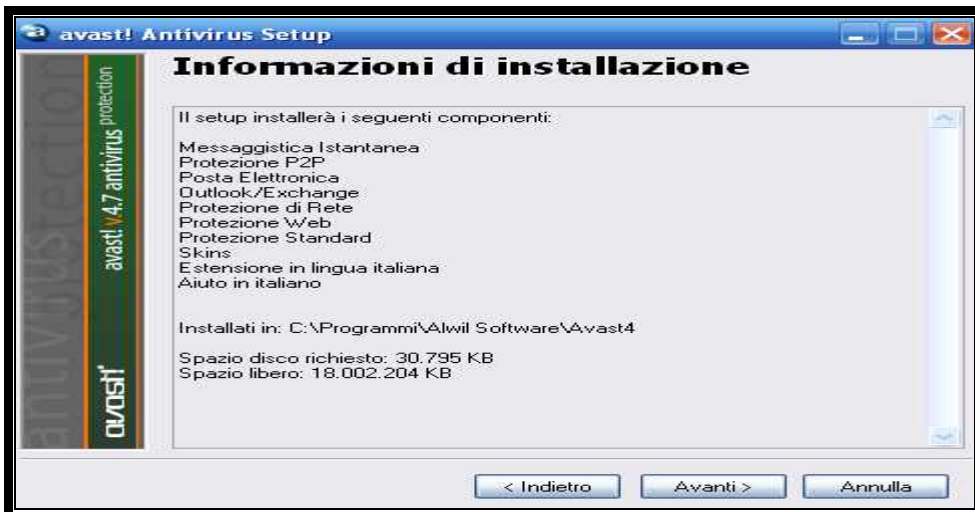 avast! Antivirus Setup
Informazioni di installazione
antivirus protection
avast! v.4.7 antivirus protection
avast!
Il setup installerà i seguenti componenti:
Messaggistica Istantanea
Protezione P2P
Posta Elettronica
Outlook/Exchange
Protezione di Rete
Protezione Web
Protezione Standard
Skins
Estensione in lingua italiana
Aiuto in italiano
Installati in: C:\Programmi\Alwil Software\Avast4
Spazio disco richiesto: 30.795 KB
Spazio libero: 18.002.204 KB
< Indietro
Avanti >
Annulla